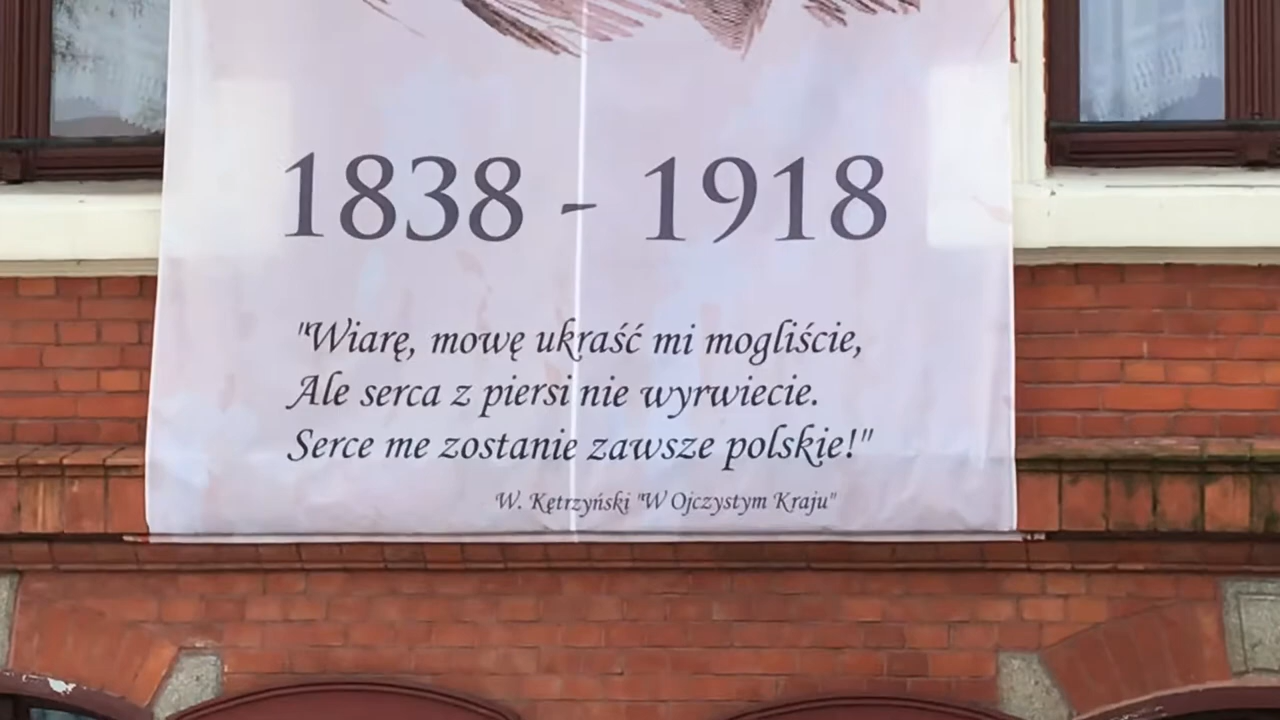 1838 - 1918
"Wiarę, mowę ukraść mi mogliście,
Ale serca z piersi nie wyrwiecie.
Serce me zostanie zawsze polskie!"
W. Kętrzyński "W Ojczystym Kraju"